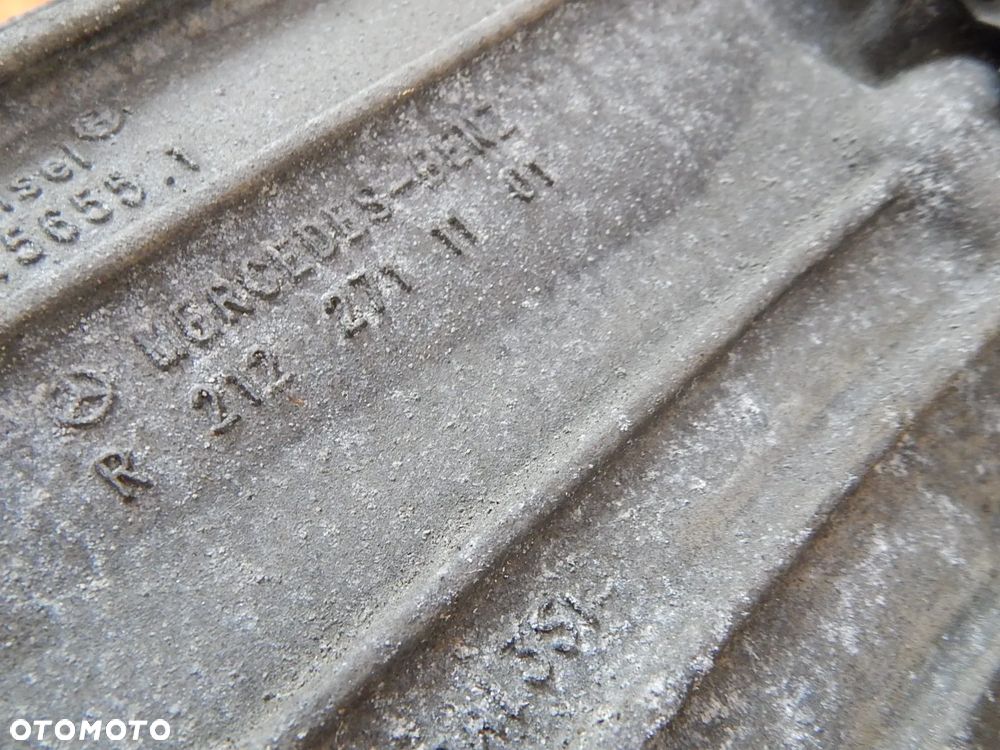 5655.1
MERCEDES-BENZ
R 212 271 11 01
OTOMOTO